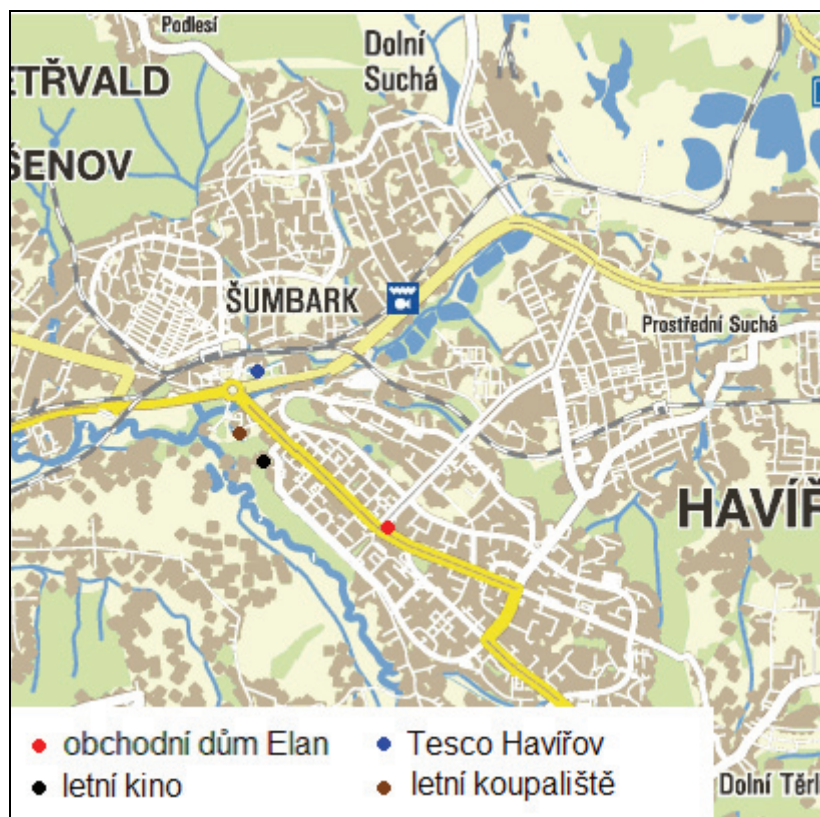 Podlesí
Dolní
Suchá
ETŘVALD
ŠENOV
ŠUMBARK
Prostřední Suchá
HAVÍŘ
obchodní dům Elan
Tesco Havířov
letní kino
letní koupaliště
Dolní Těrl